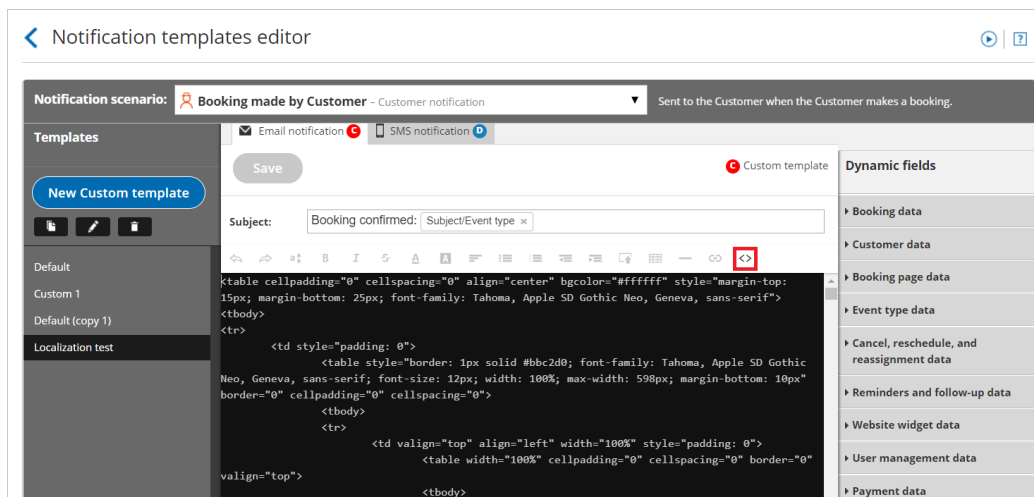 Notification templates editor
?
Notification scenario: Booking made by Customer – Customer notification Sent to the Customer when the Customer makes a booking.
Templates
Email notification C SMS notification D
Save
C Custom template
Dynamic fields
New Custom template
Subject: Booking confirmed: Subject/Event type ×
Default
Custom 1
Default (copy 1)
Localization test
a B I S A A <>
<table cellpadding="0" cellspacing="0" align="center" bgcolor="#ffffff" style="margin-top:
15px; margin-bottom: 25px; font-family: Tahoma, Apple SD Gothic Neo, Geneva, sans-serif">
<tbody>
<tr>
<td style="padding: 0">
<table style="border: 1px solid #bbc2d0; font-family: Tahoma, Apple SD Gothic
Neo, Geneva, sans-serif; font-size: 12px; width: 100%; max-width: 598px; margin-bottom: 10px"
border="0" cellpadding="0" cellspacing="0">
<tbody>
<tr>
<td valign="top" align="left" width="100%" style="padding: 0">
<table width="100%" cellpadding="0" cellspacing="0" border="0"
valign="top">
<tbody>
Booking data
Customer data
Booking page data
Event type data
Cancel, reschedule, and
reassignment data
Reminders and follow-up data
Website widget data
User management data
Payment data